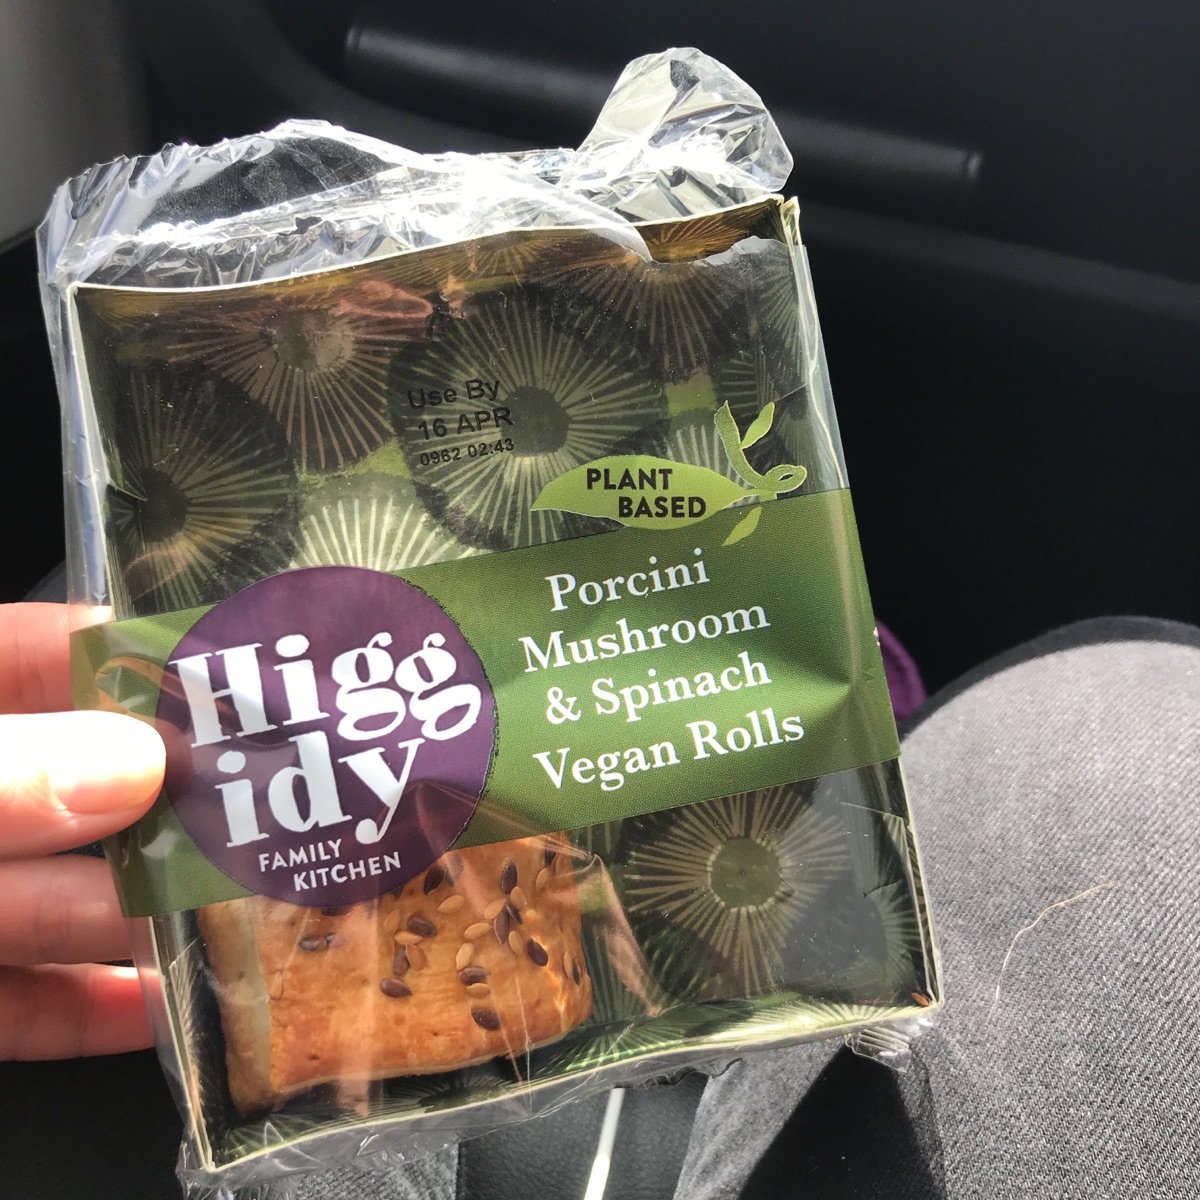 Use By
16 APR
0962 02:43
PLANT
BASED
Porcini
Mushroom
& Spinach
Vegan Rolls
Higg
idy
FAMILY
KITCHEN